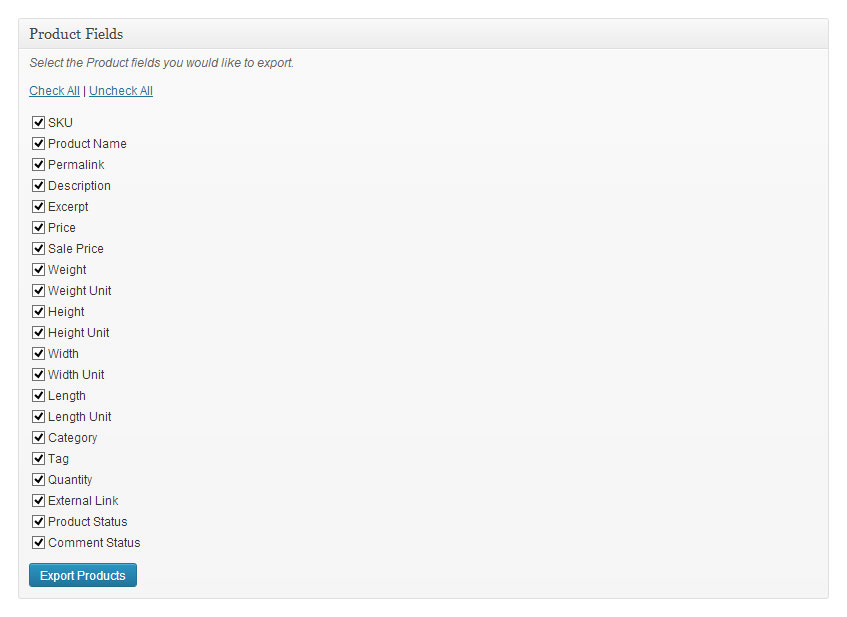 Product Fields
Select the Product fields you would like to export.
Check All | Uncheck All
SKU
Product Name
Permalink
Description
Excerpt
Price
Sale Price
Weight
Weight Unit
Height
Height Unit
Width
Width Unit
Length
Length Unit
Category
Tag
Quantity
External Link
Product Status
Comment Status
Export Products